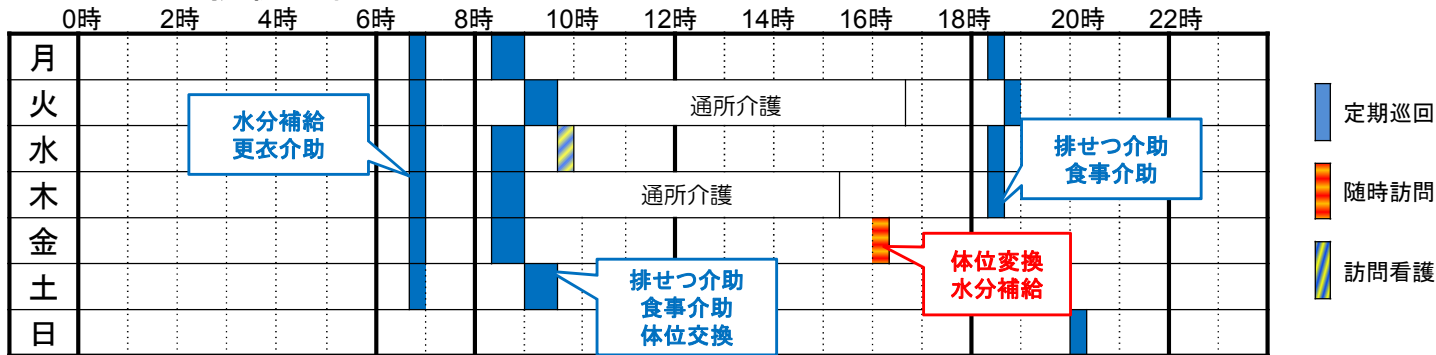 0時 2時 4時 6時 8時 10時 12時 14時 16時 18時 20時 22時
月
火
通所介護
水
木
通所介護
金
土
日
水分補給
更衣介助
排せつ介助
食事介助
排せつ介助
食事介助
体位交換
体位変換
水分補給
定期巡回
随時訪問
訪問看護